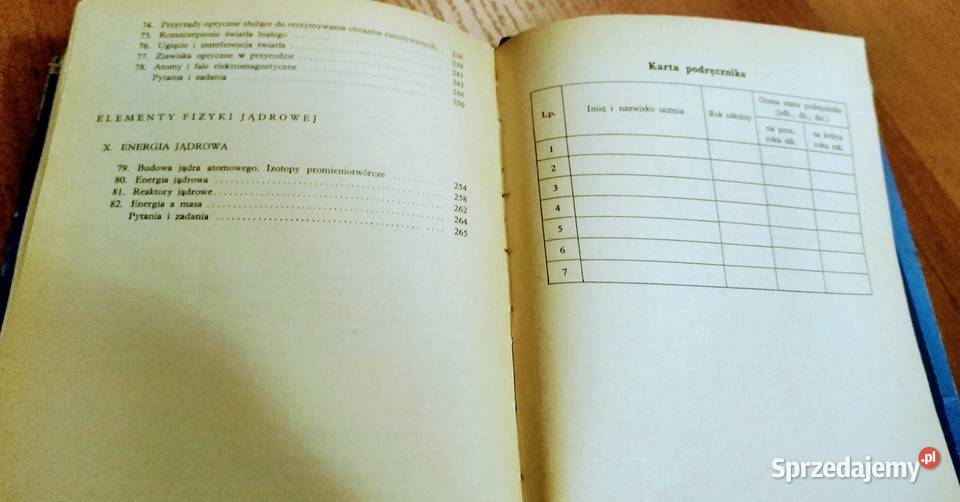 74. Przyrządy optyczne służące do otrzymywania obrazów rzeczywistych 236
75. Rozszczepienie światła białego 239
76. Ugięcie i interferencja światła 241
77. Zjawiska optyczne w przyrodzie 243
78. Atomy i fale elektromagnetyczne 244
Pytania i zadania 250
ELEMENTY FIZYKI JĄDROWEJ
X. ENERGIA JĄDROWA
79. Budowa jądra atomowego. Izotopy promieniotwórcze 254
80. Energia jądrowa 258
81. Reaktory jądrowe 262
82. Energia a masa 264
Pytania i zadania 265
Karta podręcznika
Lp.
Imię i nazwisko ucznia
Rok szkolny
Ocena stanu podręcznika
(bdb., db., dst.)
na pocz.
roku szk.
na końcu
roku szk.
1
2
3
4
5
6
7
Sprzedajemy.pl